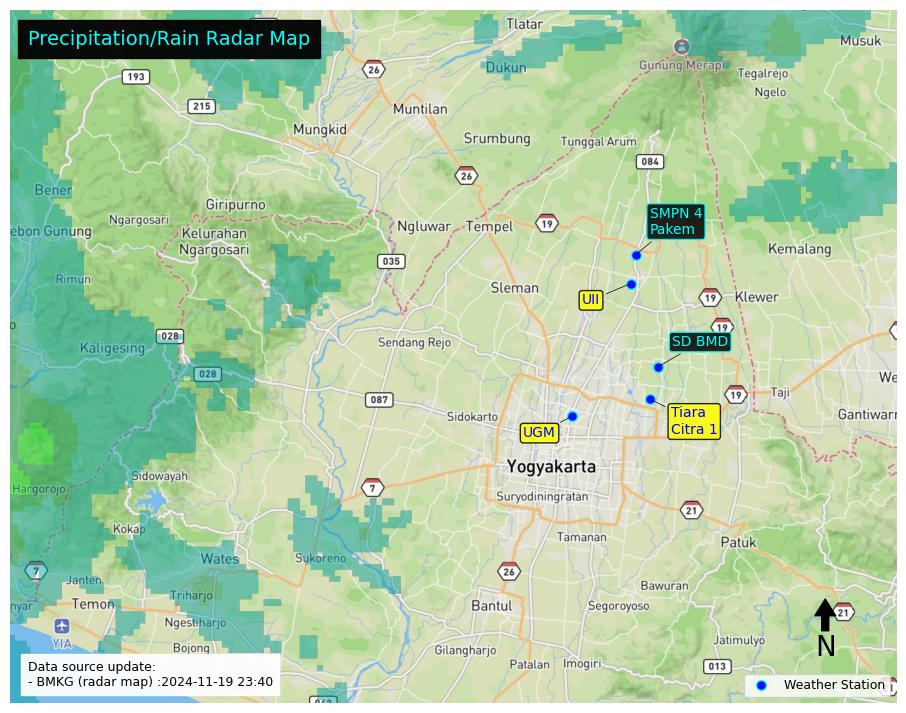 Precipitation/Rain Radar Map
Tlatar
Musuk
193
26
Dukun
Gunung Merapi
Tegalrejo
Ngelo
215
Muntilan
Mungkid
Srumbung
Tunggal Arum
084
26
Bener
Giripurno
SMPN 4
Pakem
Ngargosari
Ngluwar
Tempel
19
ebon Gunung
Kelurahan
Ngargosari
Kemalang
035
Rimun
Sleman
UII
19
Klewer
19
028
Kaligesing
Sendang Rejo
SD BMD
028
We
087
19
Taji
Sidokarto
Tiara
Citra 1
Gantiwarn
UGM
Yogyakarta
Hargorojo
Sidowayah
7
Suryodiningratan
21
Kokap
Tamanan
Patuk
Wates
Sukoreno
7
26
Janten
Bawuran
Triharjo
nyar
Temon
Bantul
Segoroyoso
21
Ngestiharjo
YIA
Bojong
Gilangharjo
Jatimulyo
N
Patalan
Imogiri
013
Data source update:
- BMKG (radar map) :2024-11-19 23:40
Weather Station